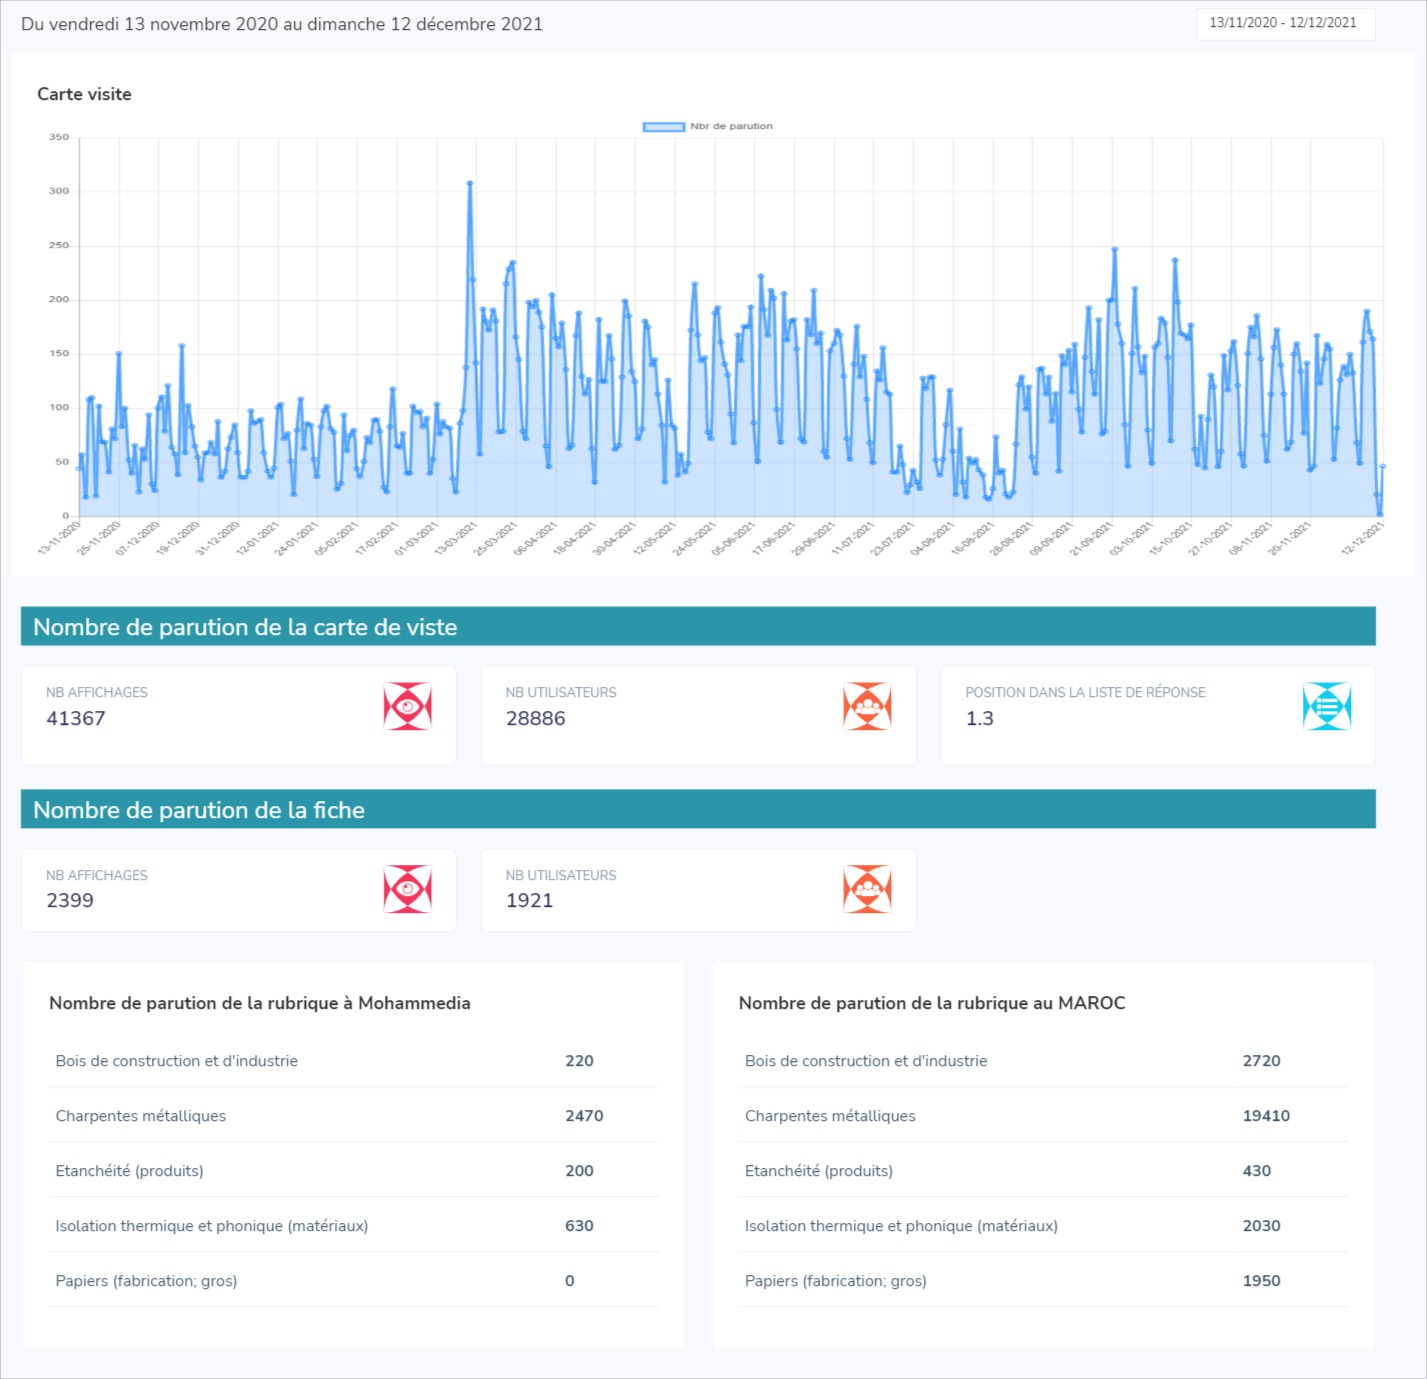 Du vendredi 13 novembre 2020 au dimanche 12 décembre 2021
13/11/2020 - 12/12/2021
Carte visite
Nbr de parution
350
300
250
200
150
100
50
0
13-11-2020
25-11-2020
07-12-2020
19-12-2020
31-12-2020
12-01-2021
24-01-2021
05-02-2021
17-02-2021
01-03-2021
13-03-2021
25-03-2021
06-04-2021
18-04-2021
30-04-2021
12-05-2021
24-05-2021
05-06-2021
17-06-2021
29-06-2021
11-07-2021
23-07-2021
04-08-2021
16-08-2021
28-08-2021
09-09-2021
21-09-2021
03-10-2021
15-10-2021
27-10-2021
08-11-2021
20-11-2021
12-12-2021
Nombre de parution de la carte de viste
NB AFFICHAGES
41367
NB UTILISATEURS
28886
POSITION DANS LA LISTE DE RÉPONSE
1.3
Nombre de parution de la fiche
NB AFFICHAGES
2399
NB UTILISATEURS
1921
Nombre de parution de la rubrique à Mohammedia
Bois de construction et d'industrie 220
Charpentes métalliques 2470
Etanchéité (produits) 200
Isolation thermique et phonique (matériaux) 630
Papiers (fabrication; gros) 0
Nombre de parution de la rubrique au MAROC
Bois de construction et d'industrie 2720
Charpentes métalliques 19410
Etanchéité (produits) 430
Isolation thermique et phonique (matériaux) 2030
Papiers (fabrication; gros) 1950